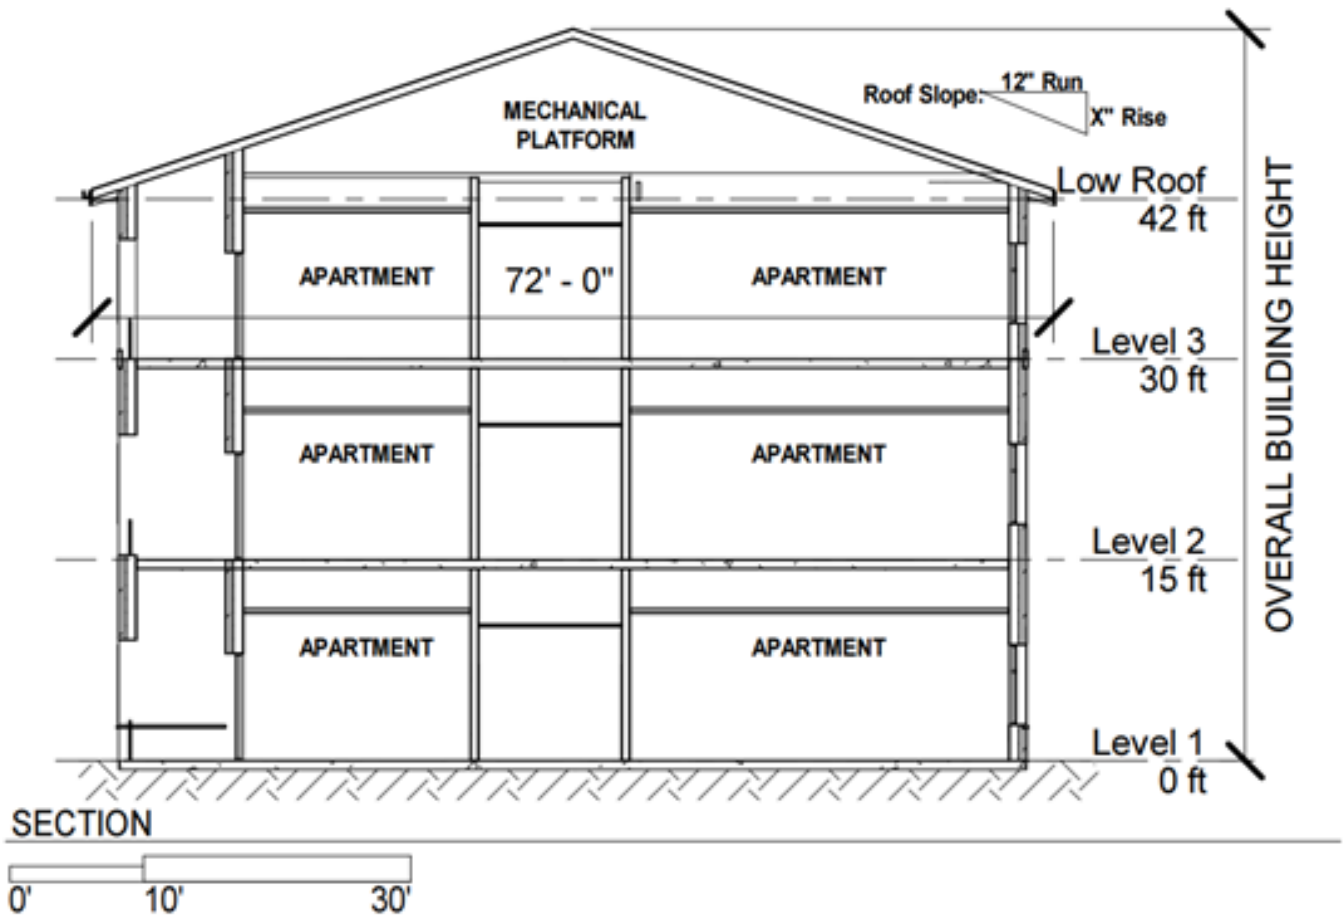 MECHANICAL
PLATFORM
Roof Slope:
12" Run
X" Rise
Low Roof
42 ft
APARTMENT
72' - 0"
APARTMENT
Level 3
30 ft
APARTMENT
APARTMENT
Level 2
15 ft
APARTMENT
APARTMENT
Level 1
0 ft
OVERALL BUILDING HEIGHT
SECTION
0' 10' 30'